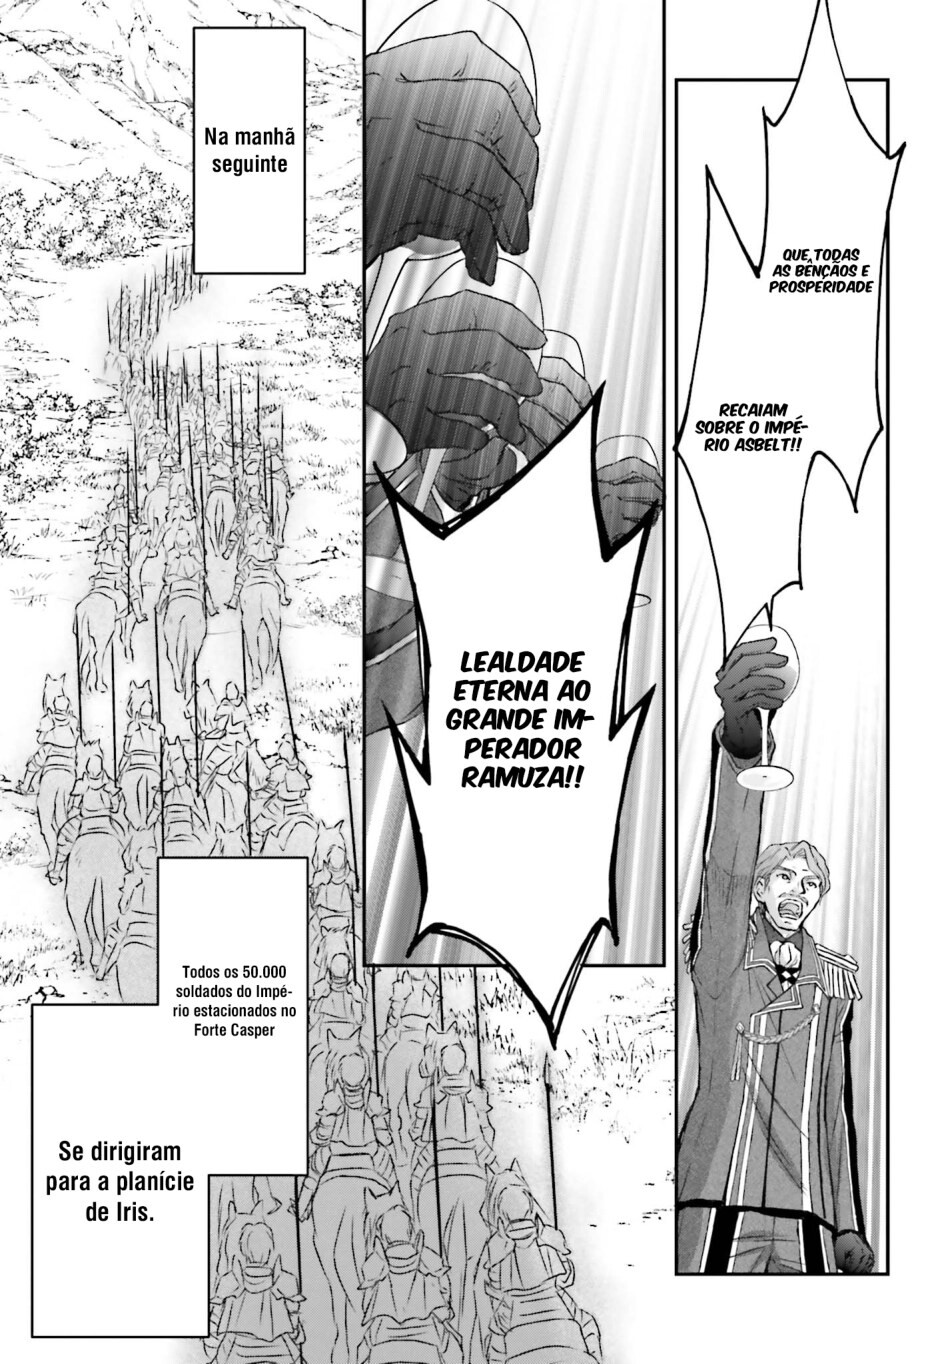 QUE TODAS
AS BÊNÇÃOS E
PROSPERIDADE
RECAIAM
SOBRE O IMPÉ-
RIO ASBELT!!
LEALDADE
ETERNA AO
GRANDE IM-
PERADOR
RAMUZA!!
Na manhã
seguinte
Todos os 50.000
soldados do Impé-
rio estacionados no
Forte Casper
Se dirigiram
para a planície
de Iris.